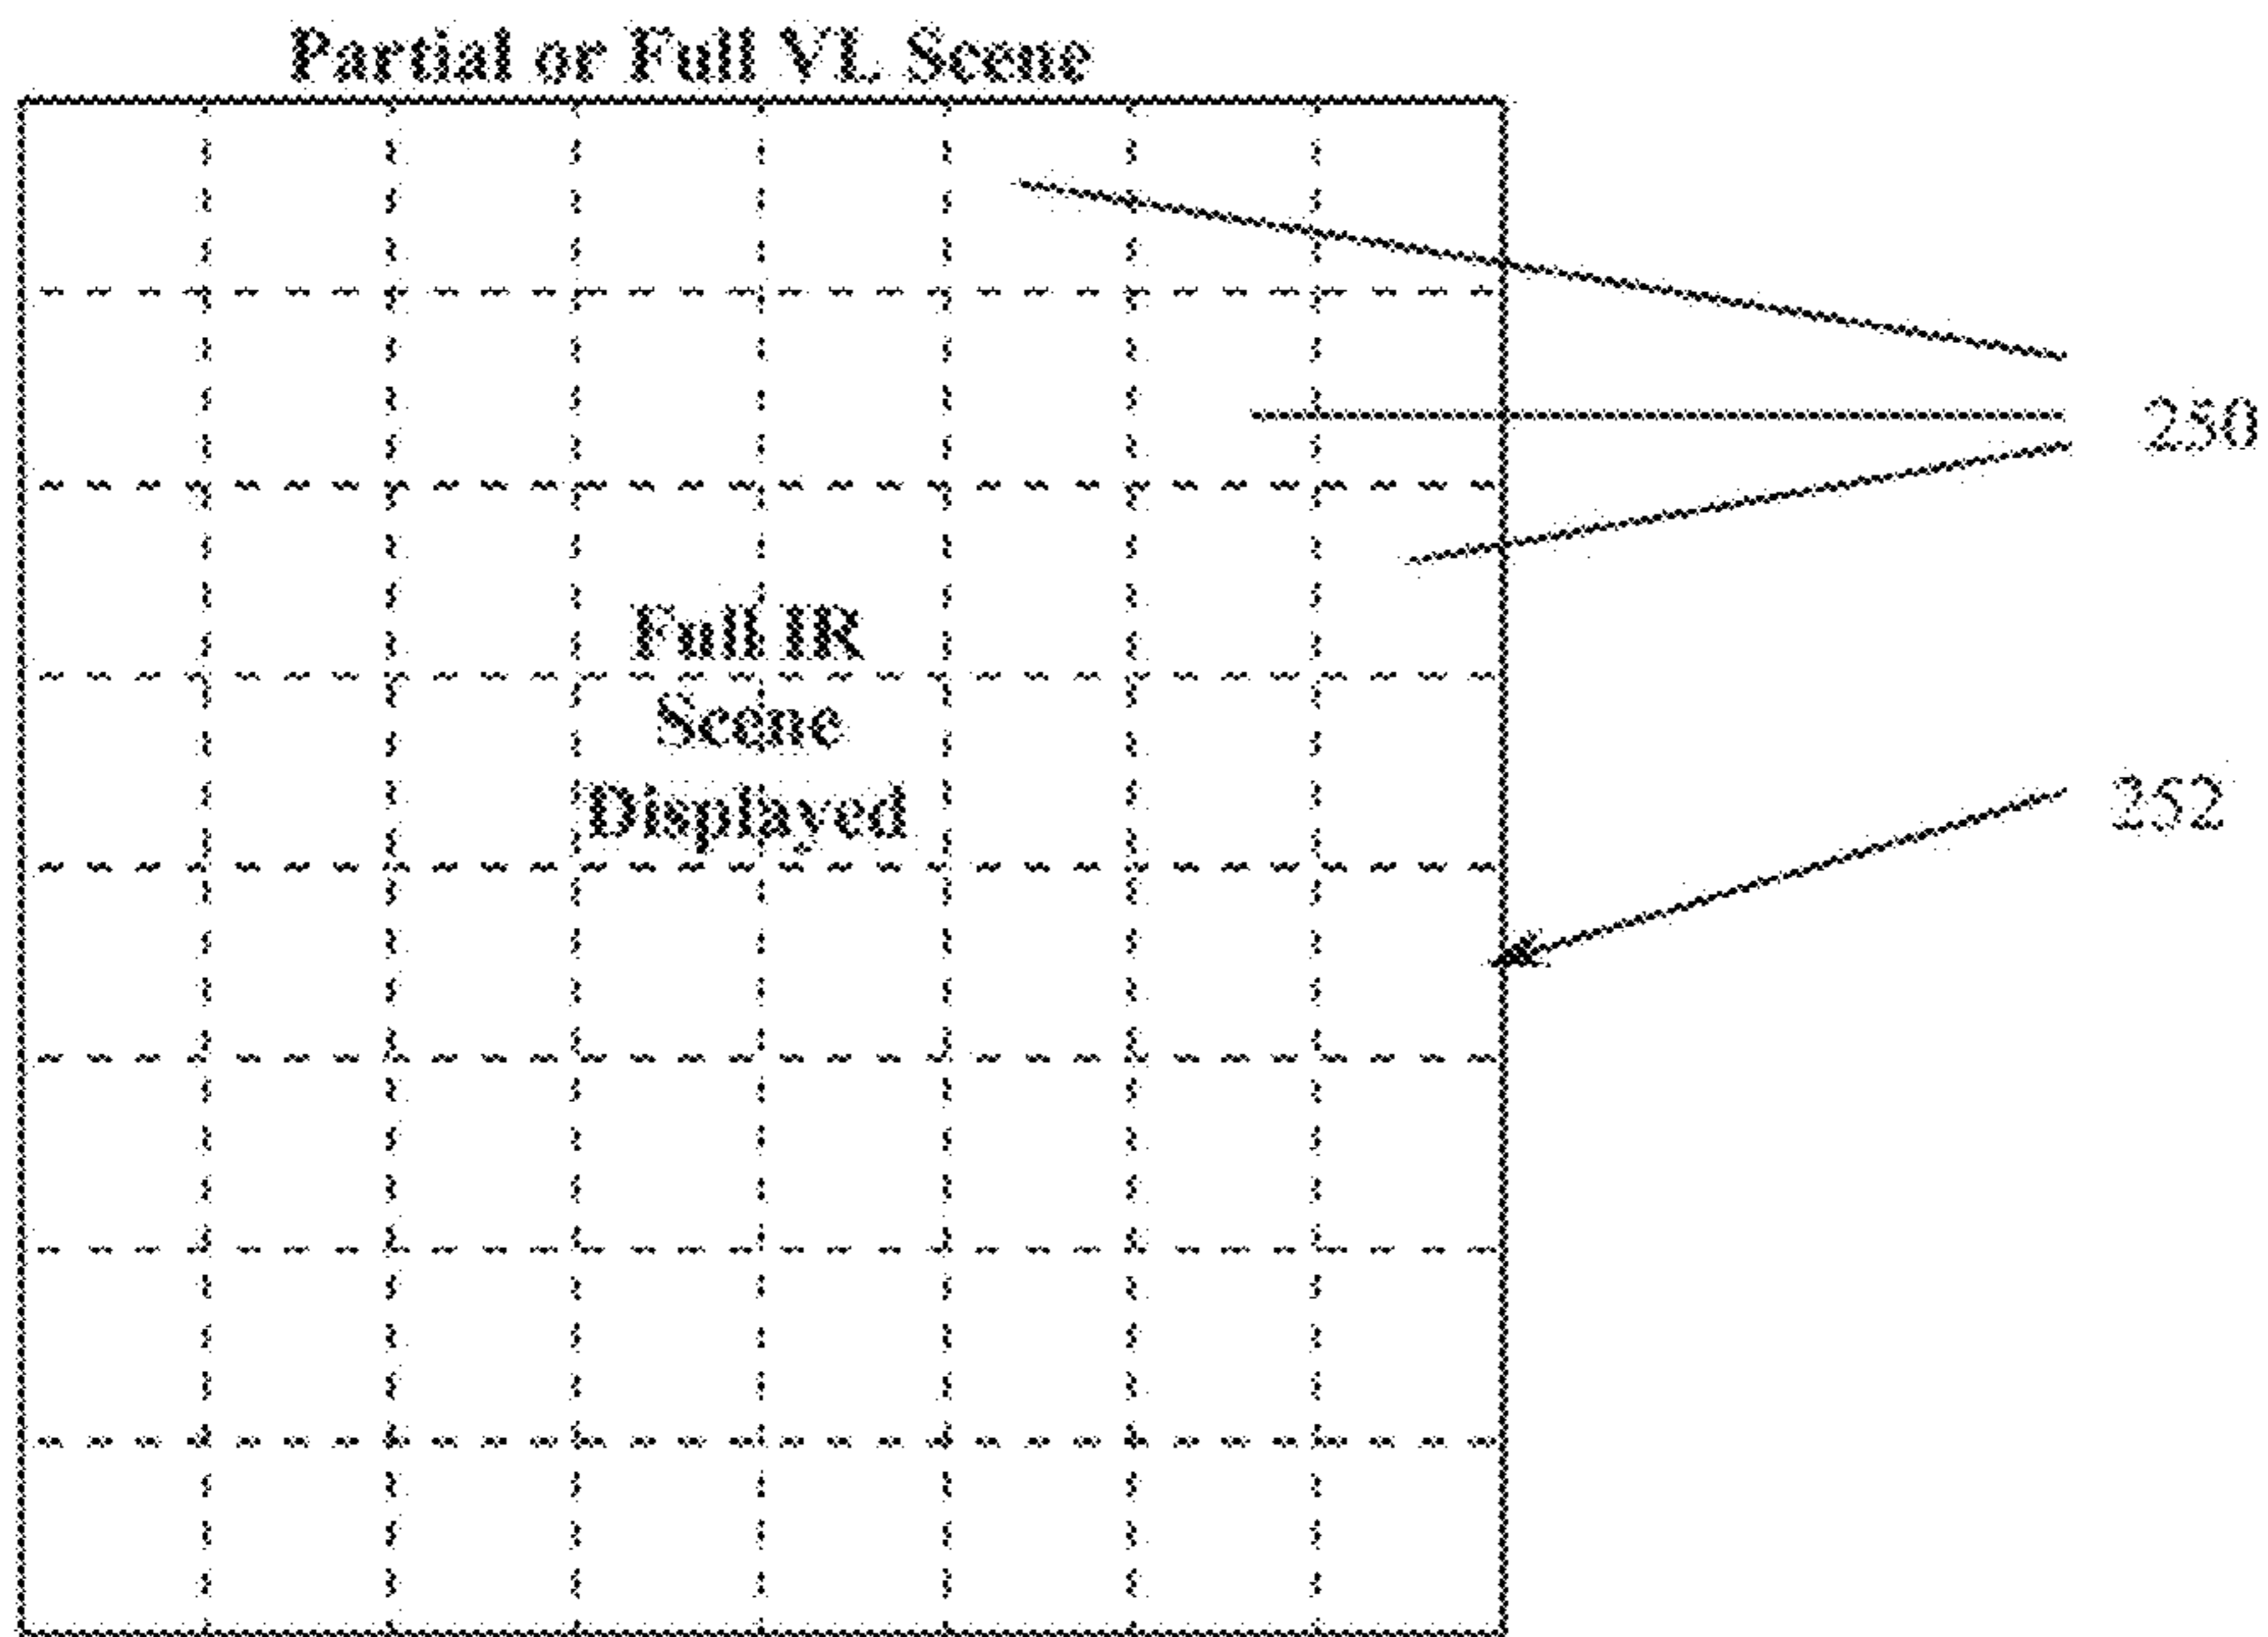 Partial or Full VL Scene
250
Full IR
Scene
Displayed
252